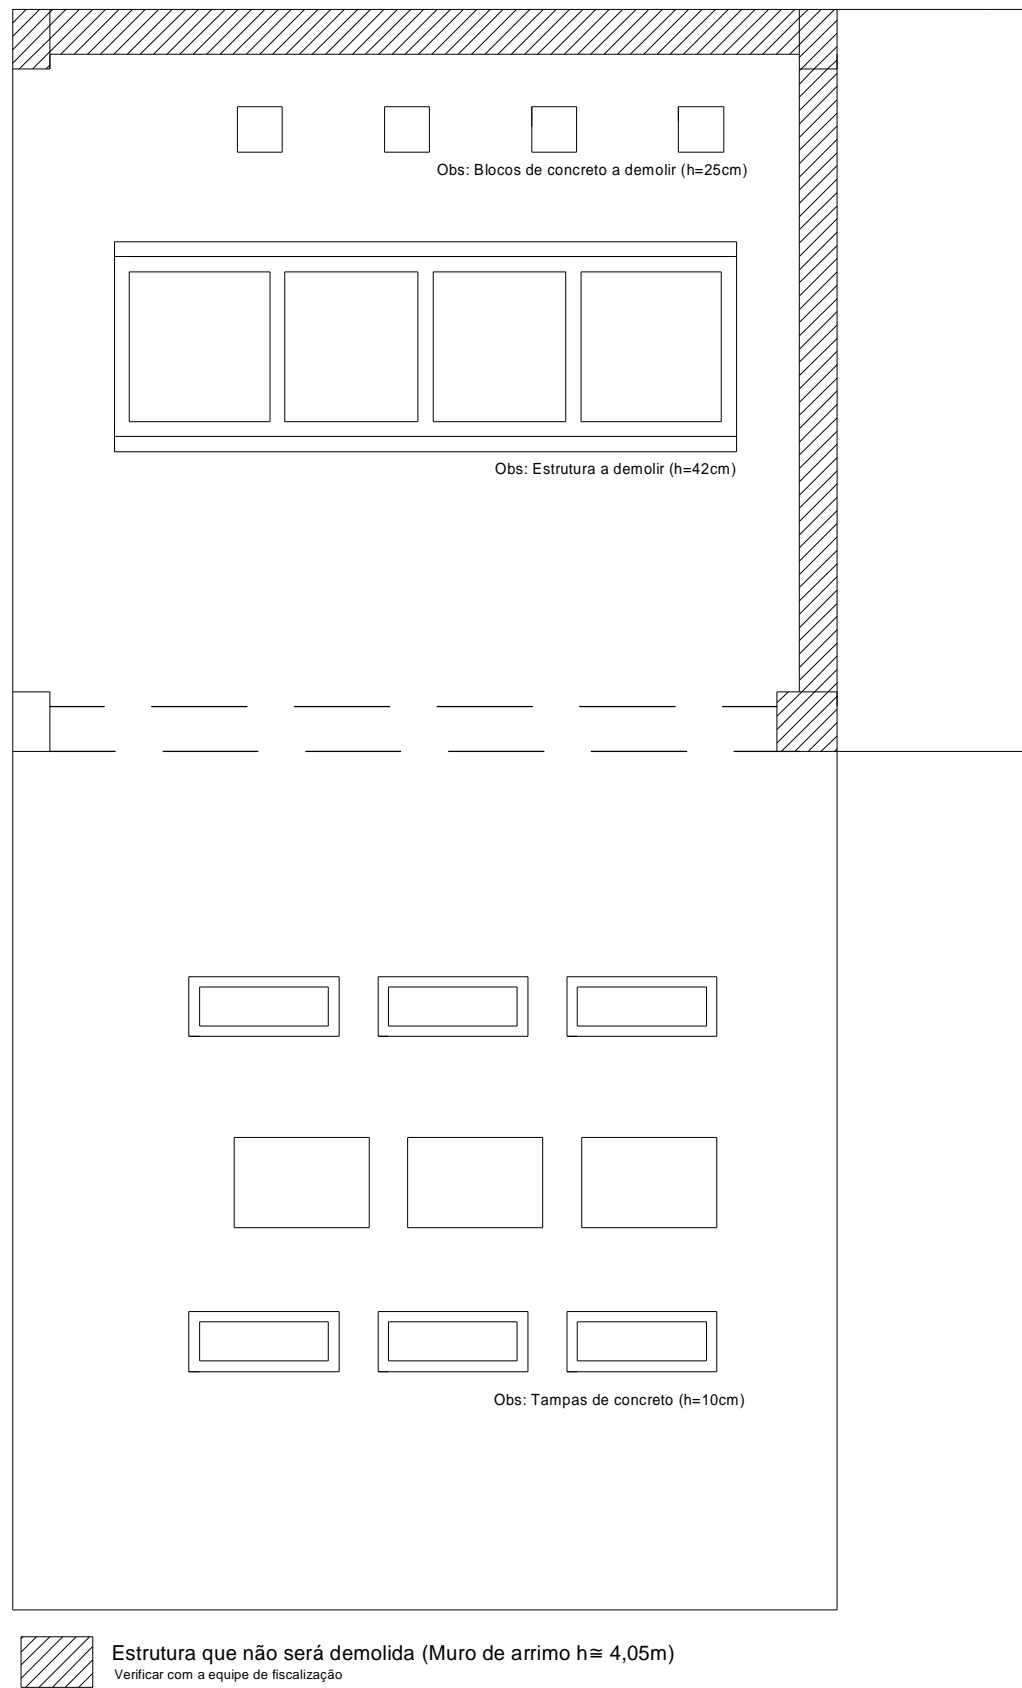 Obs: Blocos de concreto a demolir (h=25cm)
Obs: Estrutura a demolir (h=42cm)
Obs: Tampas de concreto (h=10cm)
Estrutura que não será demolida (Muro de arrimo h≅ 4,05m)
Verificar com a equipe de fiscalização